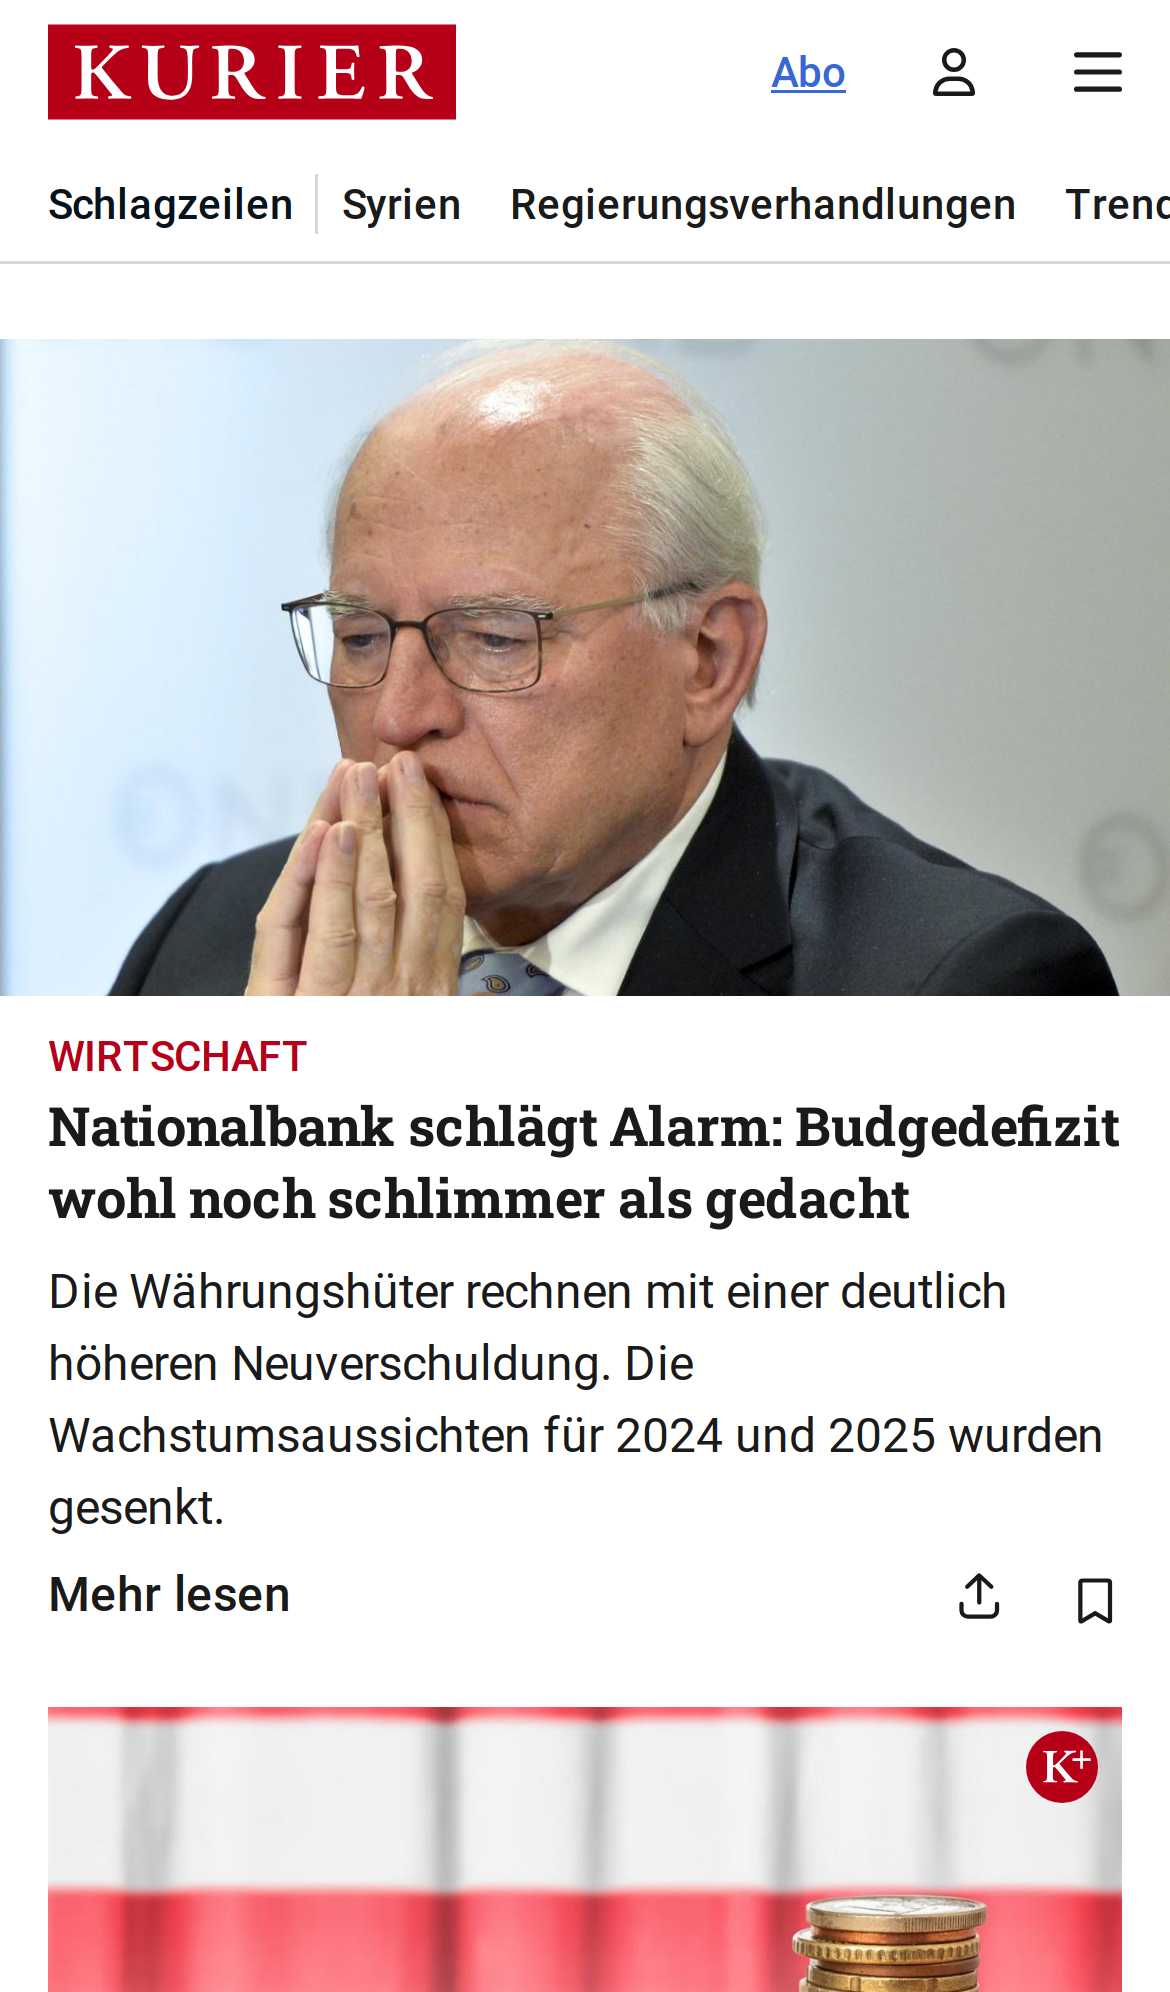 KURIER
Abo
Schlagzeilen
Syrien
Regierungsverhandlungen
Trend
WIRTSCHAFT
Nationalbank schlägt Alarm: Budgedefizit
wohl noch schlimmer als gedacht
Die Währungshüter rechnen mit einer deutlich
höheren Neuverschuldung. Die
Wachstumsaussichten für 2024 und 2025 wurden
gesenkt.
Mehr lesen
K+